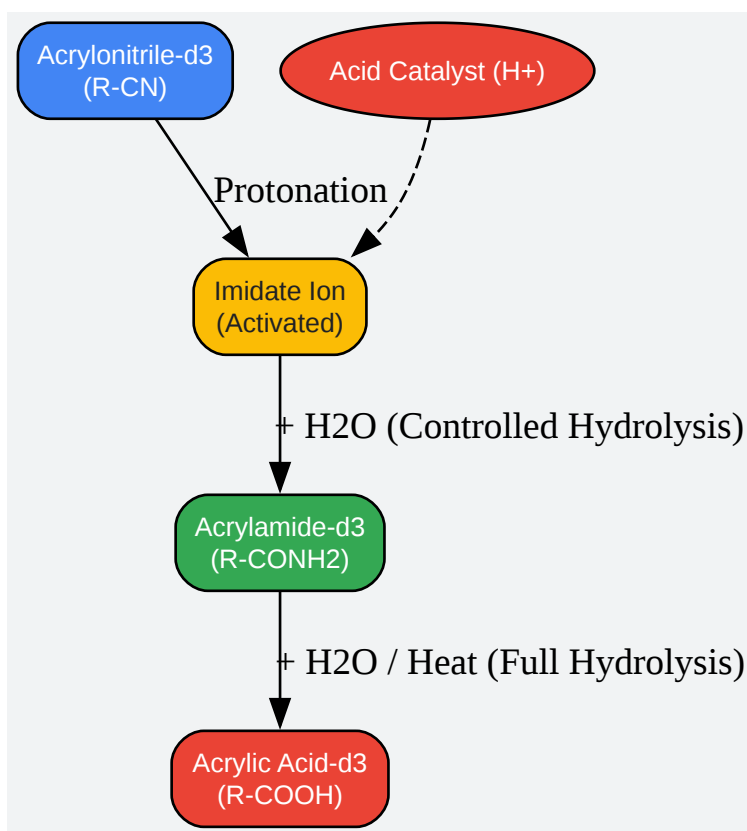 Acrylonitrile-d3
(R-CN)
Acid Catalyst (H+)
Protonation
Imidate Ion
(Activated)
+ H2O (Controlled Hydrolysis)
Acrylamide-d3
(R-CONH2)
+ H2O / Heat (Full Hydrolysis)
Acrylic Acid-d3
(R-COOH)